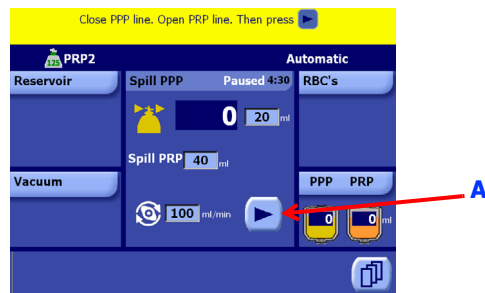 Close PPP line. Open PRP line. Then press
125 PRP2 Automatic
Reservoir
Spill PPP Paused 4:30
RBC's
0 20 ml
Spill PRP 40 ml
Vacuum
PPP PRP
A
100 ml/min
0 0 ml